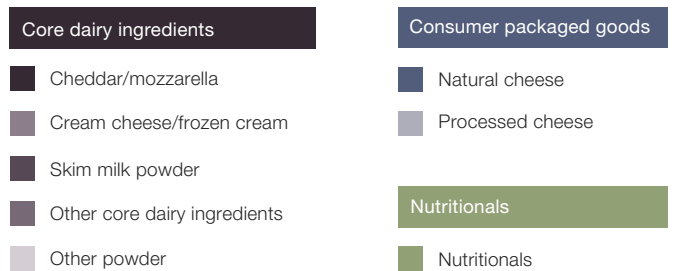 Core dairy ingredients
Cheddar/mozzarella
Cream cheese/frozen cream
Skim milk powder
Other core dairy ingredients
Other powder
Consumer packaged goods
Natural cheese
Processed cheese
Nutritionals
Nutritionals